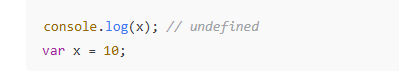 console.log(x); // undefined
var x = 10;